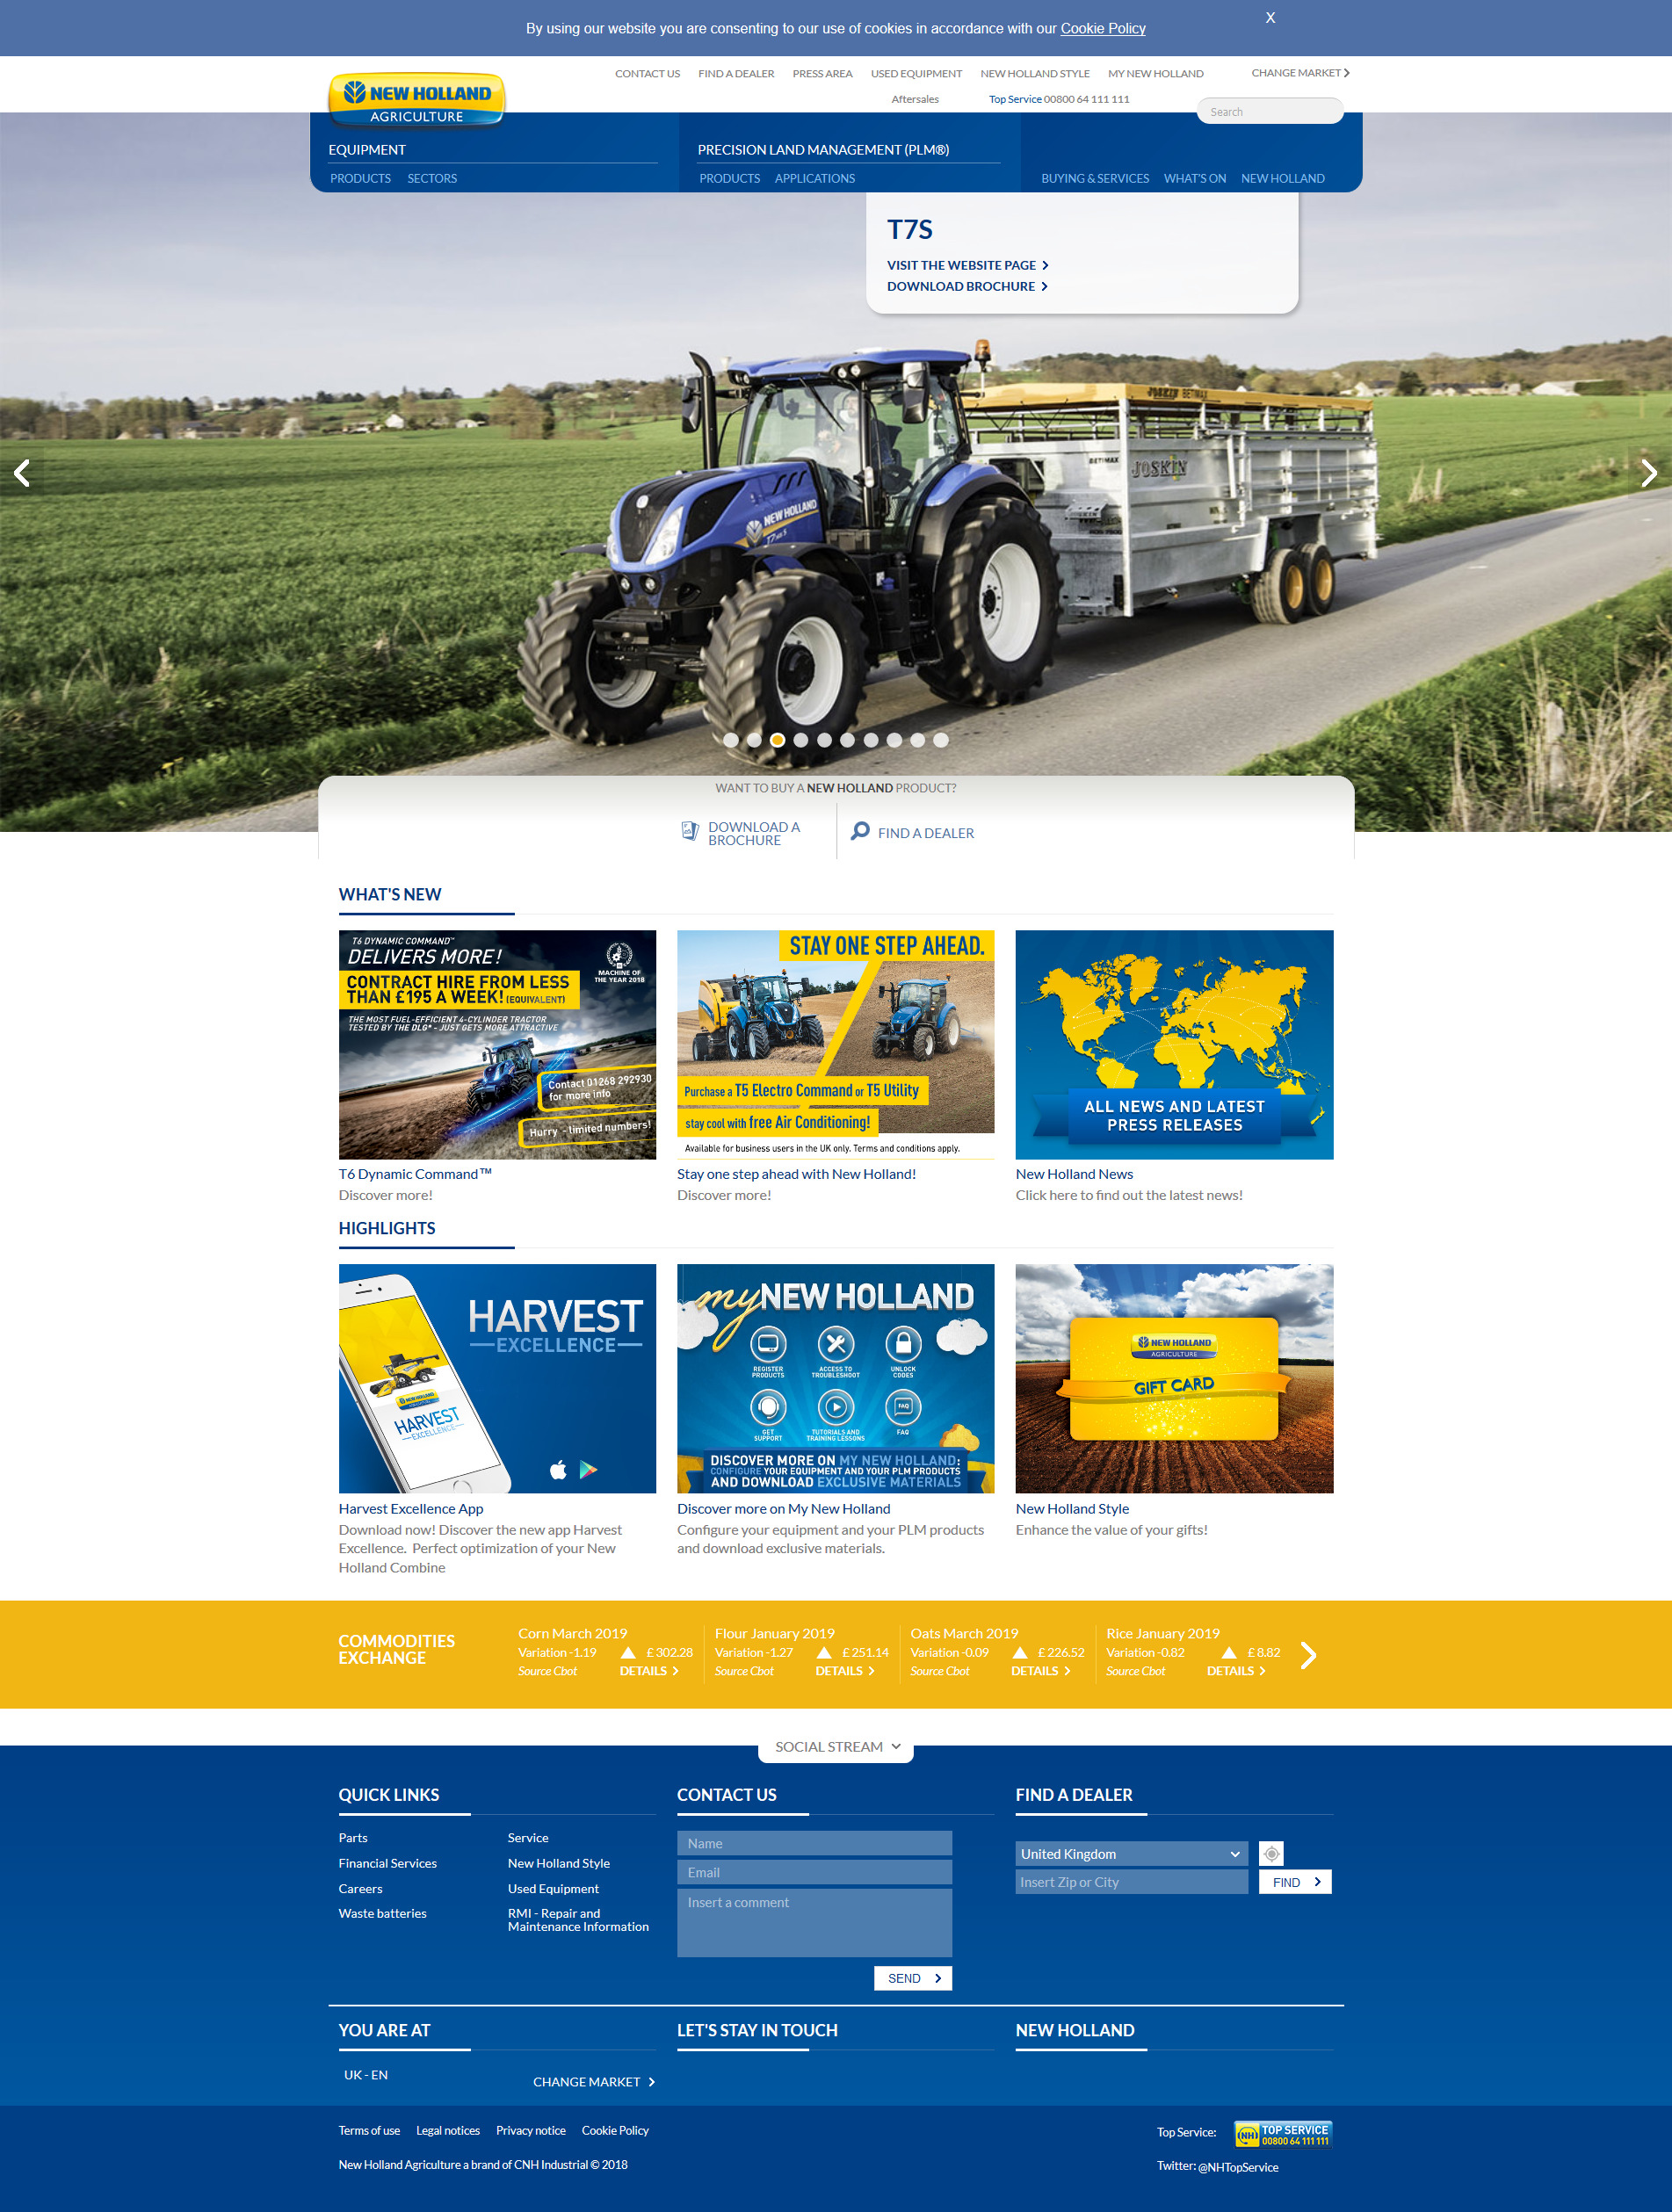 By using our website you are consenting to our use of cookies in accordance with our Cookie Policy
X
CONTACT US FIND A DEALER PRESS AREA USED EQUIPMENT NEW HOLLAND STYLE MY NEW HOLLAND CHANGE MARKET
Aftersales Top Service 00800 64 111 111
Search
NEW HOLLAND
AGRICULTURE
EQUIPMENT
PRODUCTS SECTORS
PRECISION LAND MANAGEMENT (PLM®)
PRODUCTS APPLICATIONS
BUYING & SERVICES WHAT'S ON NEW HOLLAND
T7S
VISIT THE WEBSITE PAGE
DOWNLOAD BROCHURE
JOSKIN BETIMAX
BETIMAX
JOSKIN
NEW HOLLAND
WANT TO BUY A NEW HOLLAND PRODUCT?
DOWNLOAD A
BROCHURE
FIND A DEALER
WHAT'S NEW
T6 DYNAMIC COMMAND™
DELIVERS MORE!
MACHINE OF
THE YEAR 2018
CONTRACT HIRE FROM LESS
THAN £195 A WEEK! (EQUIVALENT)
THE MOST FUEL-EFFICIENT 4-CYLINDER TRACTOR
TESTED BY THE DLG* - JUST GETS MORE ATTRACTIVE
Contact 01268 292930
for more info
Hurry - limited numbers!
T6 Dynamic Command™
Discover more!
STAY ONE STEP AHEAD.
Purchase a T5 Electro Command or T5 Utility
stay cool with free Air Conditioning!
Available for business users in the UK only. Terms and conditions apply.
Stay one step ahead with New Holland!
Discover more!
ALL NEWS AND LATEST
PRESS RELEASES
New Holland News
Click here to find out the latest news!
HIGHLIGHTS
HARVEST
EXCELLENCE
NEW HOLLAND
HARVEST
EXCELLENCE
Harvest Excellence App
Download now! Discover the new app Harvest
Excellence. Perfect optimization of your New
Holland Combine
my NEW HOLLAND
REGISTER
PRODUCTS
ACCESS TO
TROUBLESHOOT
UNLOCK
CODES
FAQ
GET
SUPPORT
TUTORIALS AND
TRAINING LESSONS
FAQ
DISCOVER MORE ON MY NEW HOLLAND:
CONFIGURE YOUR EQUIPMENT AND YOUR PLM PRODUCTS
AND DOWNLOAD EXCLUSIVE MATERIALS
Discover more on My New Holland
Configure your equipment and your PLM products
and download exclusive materials.
NEW HOLLAND
AGRICULTURE
GIFT CARD
New Holland Style
Enhance the value of your gifts!
COMMODITIES
EXCHANGE
Corn March 2019
Variation -1.19 £ 302.28
Source Cbot DETAILS
Flour January 2019
Variation -1.27 £ 251.14
Source Cbot DETAILS
Oats March 2019
Variation -0.09 £ 226.52
Source Cbot DETAILS
Rice January 2019
Variation -0.82 £ 8.82
Source Cbot DETAILS
SOCIAL STREAM
QUICK LINKS
Parts
Financial Services
Careers
Waste batteries
Service
New Holland Style
Used Equipment
RMI - Repair and
Maintenance Information
CONTACT US
Name
Email
Insert a comment
SEND
FIND A DEALER
United Kingdom
Insert Zip or City
FIND
YOU ARE AT
UK - EN
CHANGE MARKET
LET'S STAY IN TOUCH
NEW HOLLAND
Terms of use Legal notices Privacy notice Cookie Policy
New Holland Agriculture a brand of CNH Industrial © 2018
Top Service:
NH
TOP SERVICE
00800 64 111 111
Twitter: @NHTopService